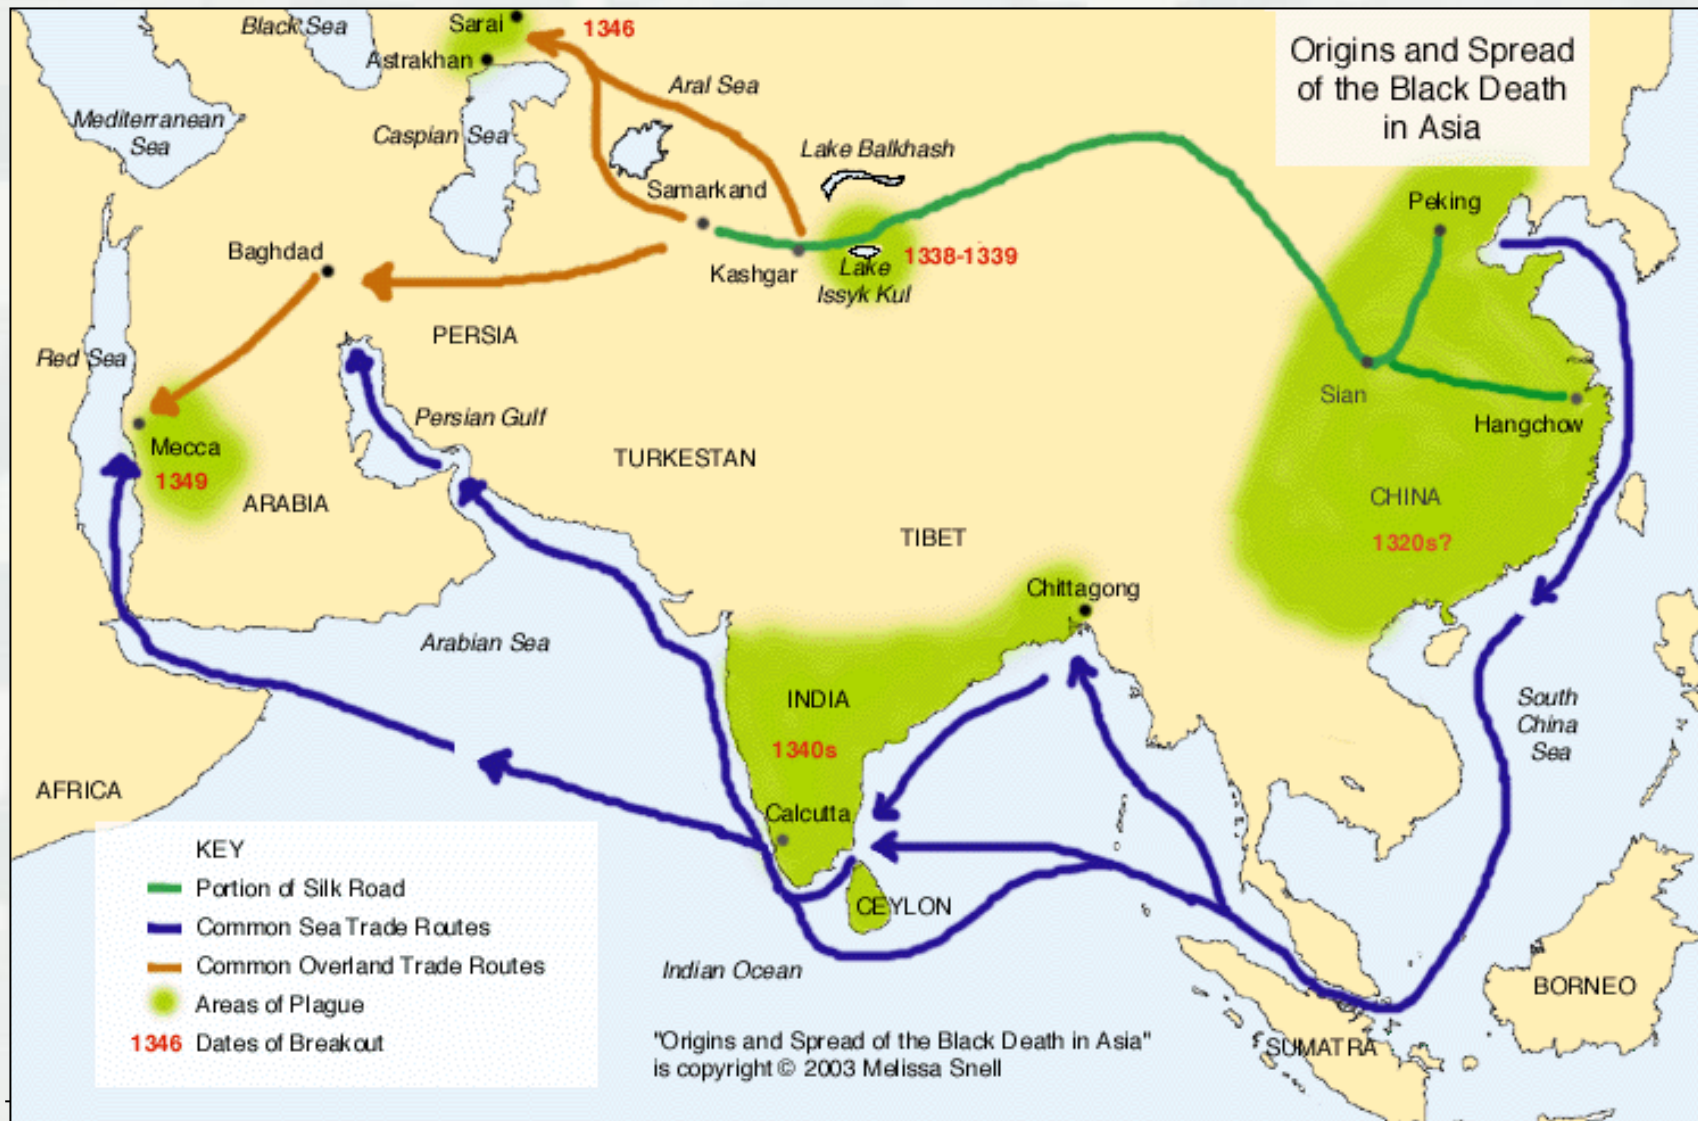 Origins and Spread
of the Black Death
in Asia
Black Sea
Sarai
1346
Astrakhan
Aral Sea
Mediterranean
Sea
Caspian Sea
Lake Balkhash
Samarkand
Peking
Baghdad
Kashgar
Lake
Issyk Kul
1338-1339
PERSIA
Red Sea
Sian
Hangchow
Persian Gulf
Mecca
1349
TURKESTAN
ARABIA
CHINA
1320s?
TIBET
Chittagong
Arabian Sea
INDIA
1340s
South
China
Sea
AFRICA
Calcutta
CEYLON
Indian Ocean
BORNEO
SUMATRA
KEY
Portion of Silk Road
Common Sea Trade Routes
Common Overland Trade Routes
Areas of Plague
1346 Dates of Breakout
"Origins and Spread of the Black Death in Asia"
is copyright © 2003 Melissa Snell